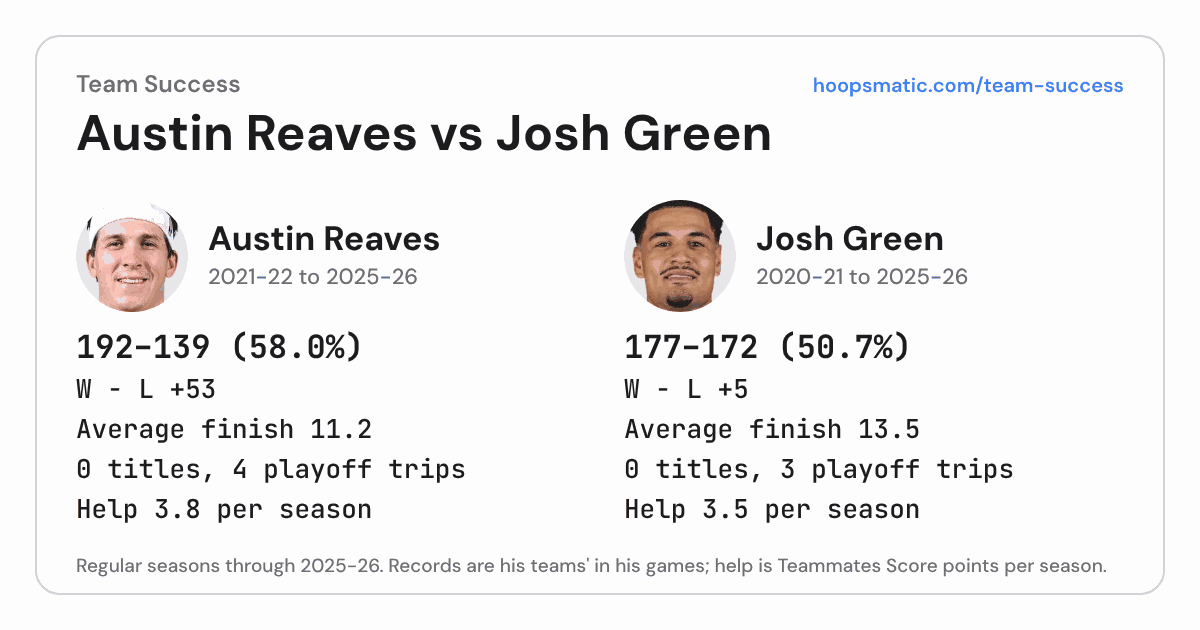 Team Success
hoopsmatic.com/team-success
Austin Reaves vs Josh Green
Austin Reaves
2021-22 to 2025-26
192-139 (58.0%)
W - L +53
Average finish 11.2
0 titles, 4 playoff trips
Help 3.8 per season
Josh Green
2020-21 to 2025-26
177-172 (50.7%)
W - L +5
Average finish 13.5
0 titles, 3 playoff trips
Help 3.5 per season
Regular seasons through 2025-26. Records are his teams' in his games; help is Teammates Score points per season.